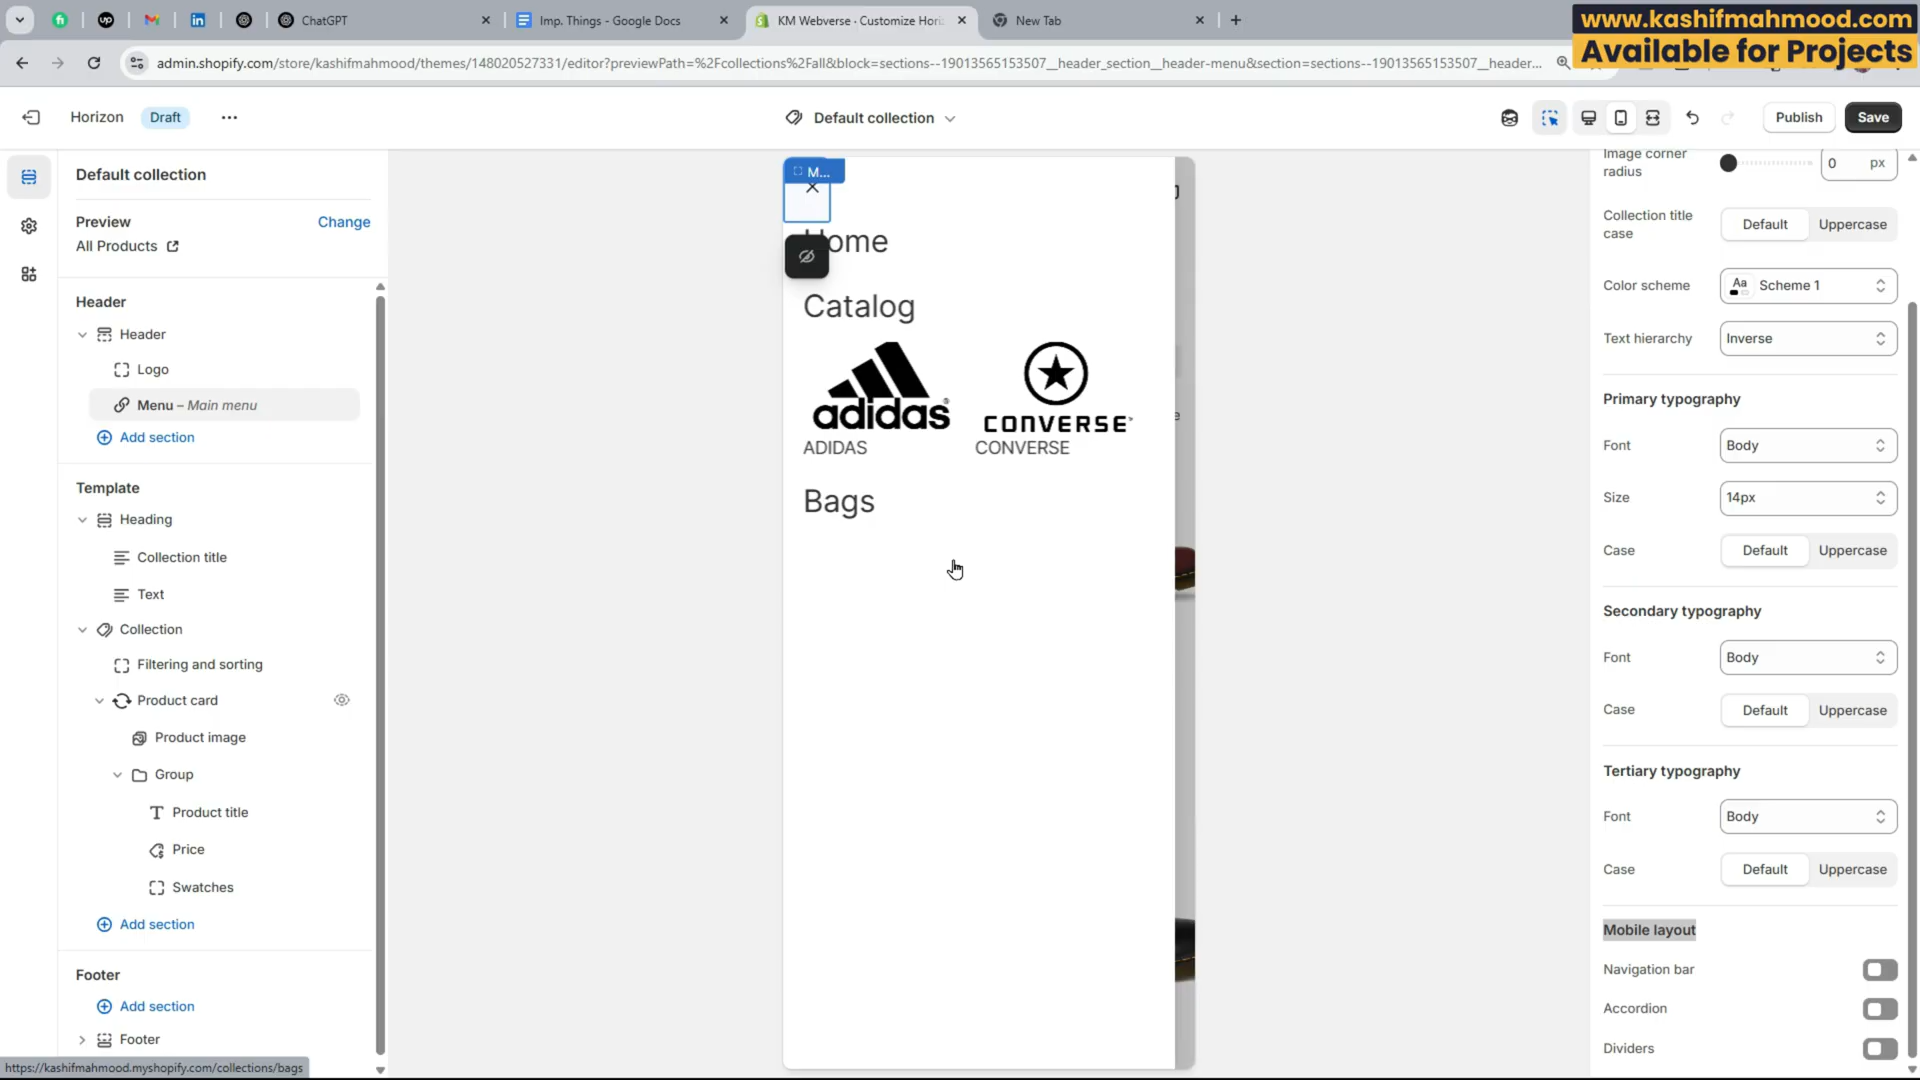 ChatGPT
Imp. Things - Google Docs
KM Webverse · Customize Hori
New Tab
www.kashifmahmood.com
Available for Projects
admin.shopify.com/store/kashifmahmood/themes/148020527331/editor?previewPath=%2Fcollections%2Fall&block=sections--19013565153507__header_section__header-menu&section=sections--19013565153507__header...
Horizon
Draft
Default collection
Publish
Save
Default collection
Preview
Change
All Products
Header
Header
Logo
Menu – Main menu
Add section
Template
Heading
Collection title
Text
Collection
Filtering and sorting
Product card
Product image
Group
Product title
Price
Swatches
Add section
Footer
Add section
Footer
https://kashifmahmood.myshopify.com/collections/bags
M...
Home
Catalog
adidas
CONVERSE
ADIDAS
CONVERSE
Bags
Image corner
radius
0
px
Collection title
case
Default
Uppercase
Color scheme
Aa
Scheme 1
Text hierarchy
Inverse
Primary typography
Font
Body
Size
14px
Case
Default
Uppercase
Secondary typography
Font
Body
Case
Default
Uppercase
Tertiary typography
Font
Body
Case
Default
Uppercase
Mobile layout
Navigation bar
Accordion
Dividers